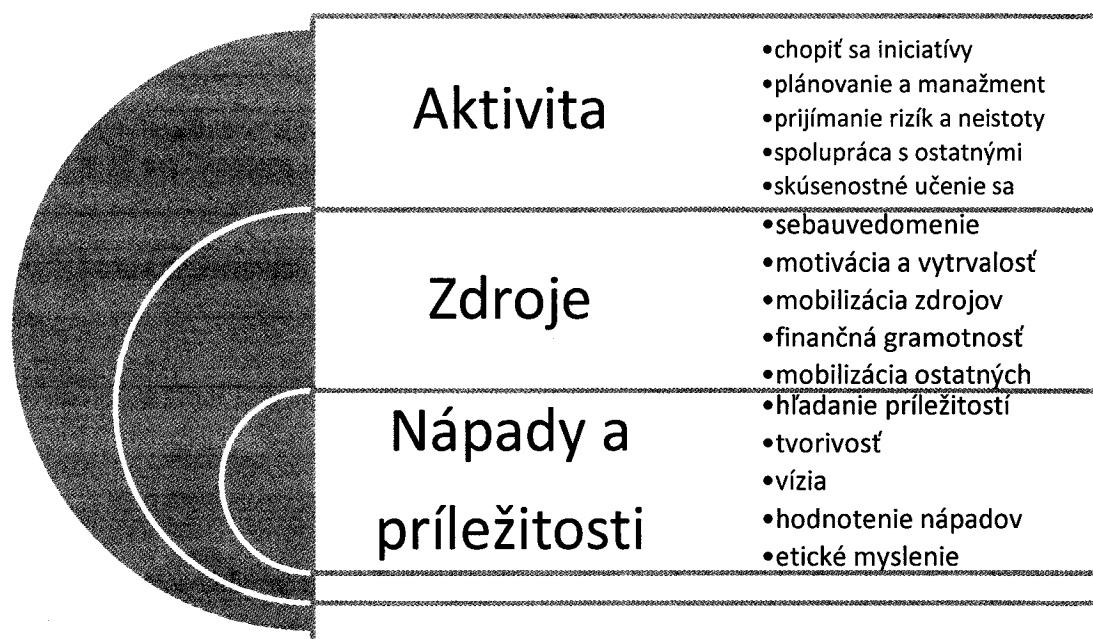 Aktivita
•chopiť sa iniciatívy
•plánovanie a manažment
•prijímanie rizík a neistoty
•spolupráca s ostatnými
•skúsenostné učenie sa
Zdroje
•sebauvedomenie
•motivácia a vytrvalosť
•mobilizácia zdrojov
•finančná gramotnosť
•mobilizácia ostatných
Nápady a
príležitosti
•hľadanie príležitostí
•tvorivosť
•vízia
•hodnotenie nápadov
•etické myslenie